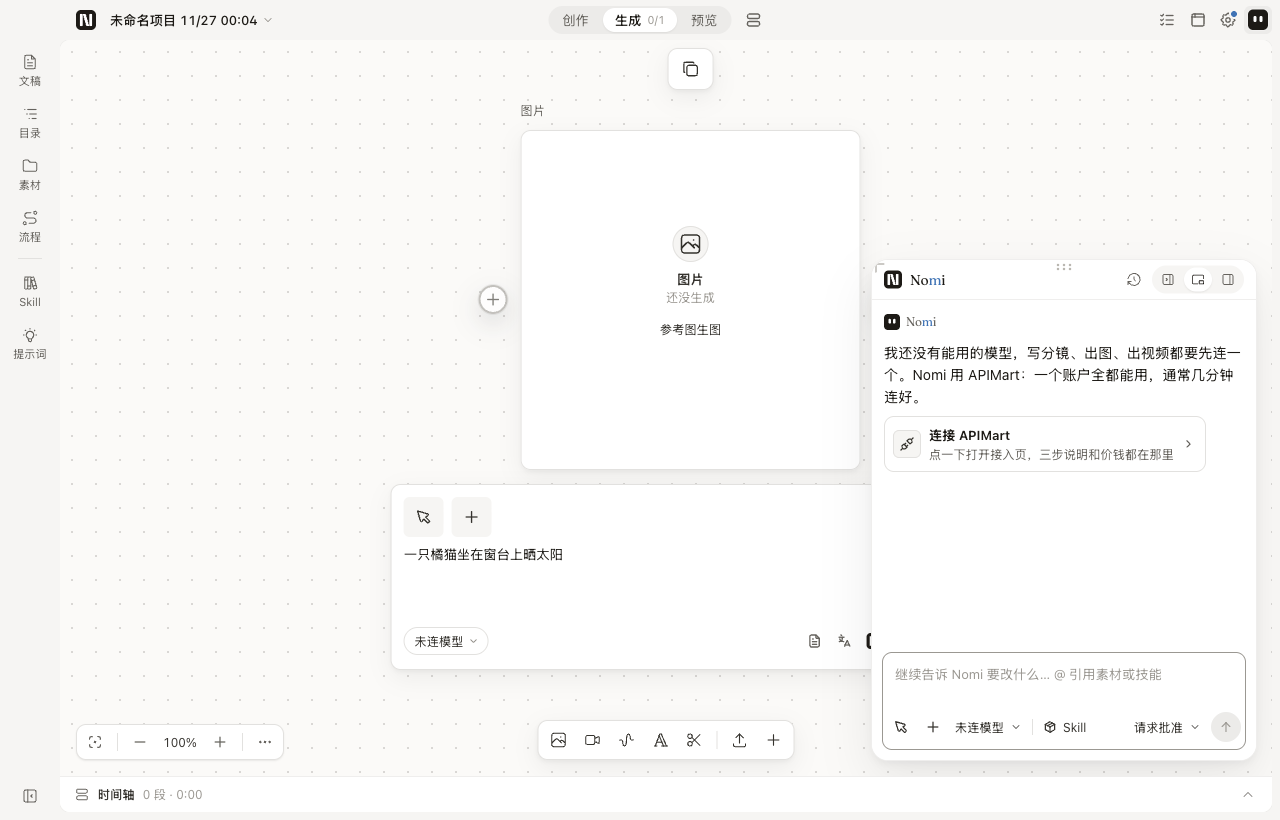 未命名项目 11/27 00:04
创作
生成 0/1
预览
文稿
目录
素材
流程
Skill
提示词
图片
图片
还没生成
参考图生图
一只橘猫坐在窗台上晒太阳
未连模型
Nomi
Nomi
我还没有能用的模型，写分镜、出图、出视频都要先连一
个。Nomi 用 APIMart：一个账户全都能用，通常几分钟
连好。
连接 APIMart
点一下打开接入页，三步说明和价钱都在那里
继续告诉 Nomi 要改什么... @ 引用素材或技能
未连模型
Skill
请求批准
100%
时间轴 0 段 · 0:00